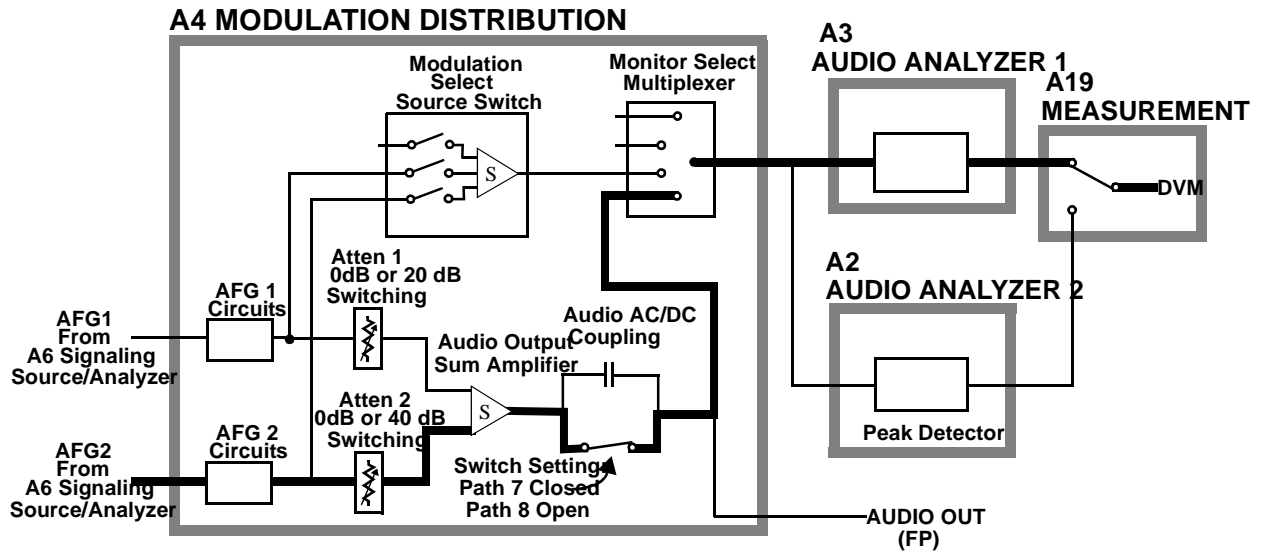 A4 MODULATION DISTRIBUTION
Modulation
Select
Source Switch
S
Monitor Select
Multiplexer
A3
AUDIO ANALYZER 1
A19
MEASUREMENT
DVM
A2
AUDIO ANALYZER 2
Peak Detector
AFG1
From
A6 Signaling
Source/Analyzer
AFG 1
Circuits
Atten 1
0dB or 20 dB
Switching
Audio Output
Sum Amplifier
S
Audio AC/DC
Coupling
AFG2
From
A6 Signaling
Source/Analyzer
AFG 2
Circuits
Atten 2
0dB or 40 dB
Switching
Switch Setting
Path 7 Closed
Path 8 Open
AUDIO OUT
(FP)